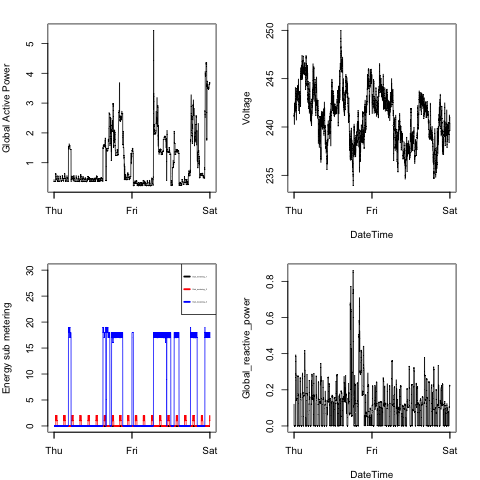 Global Active Power
1 2 3 4 5
Thu Fri Sat
Voltage
235 240 245 250
Thu Fri Sat
DateTime
Energy sub metering
0 5 10 15 20 25 30
Thu Fri Sat
Global_reactive_power
0.0 0.2 0.4 0.6 0.8
Thu Fri Sat
DateTime